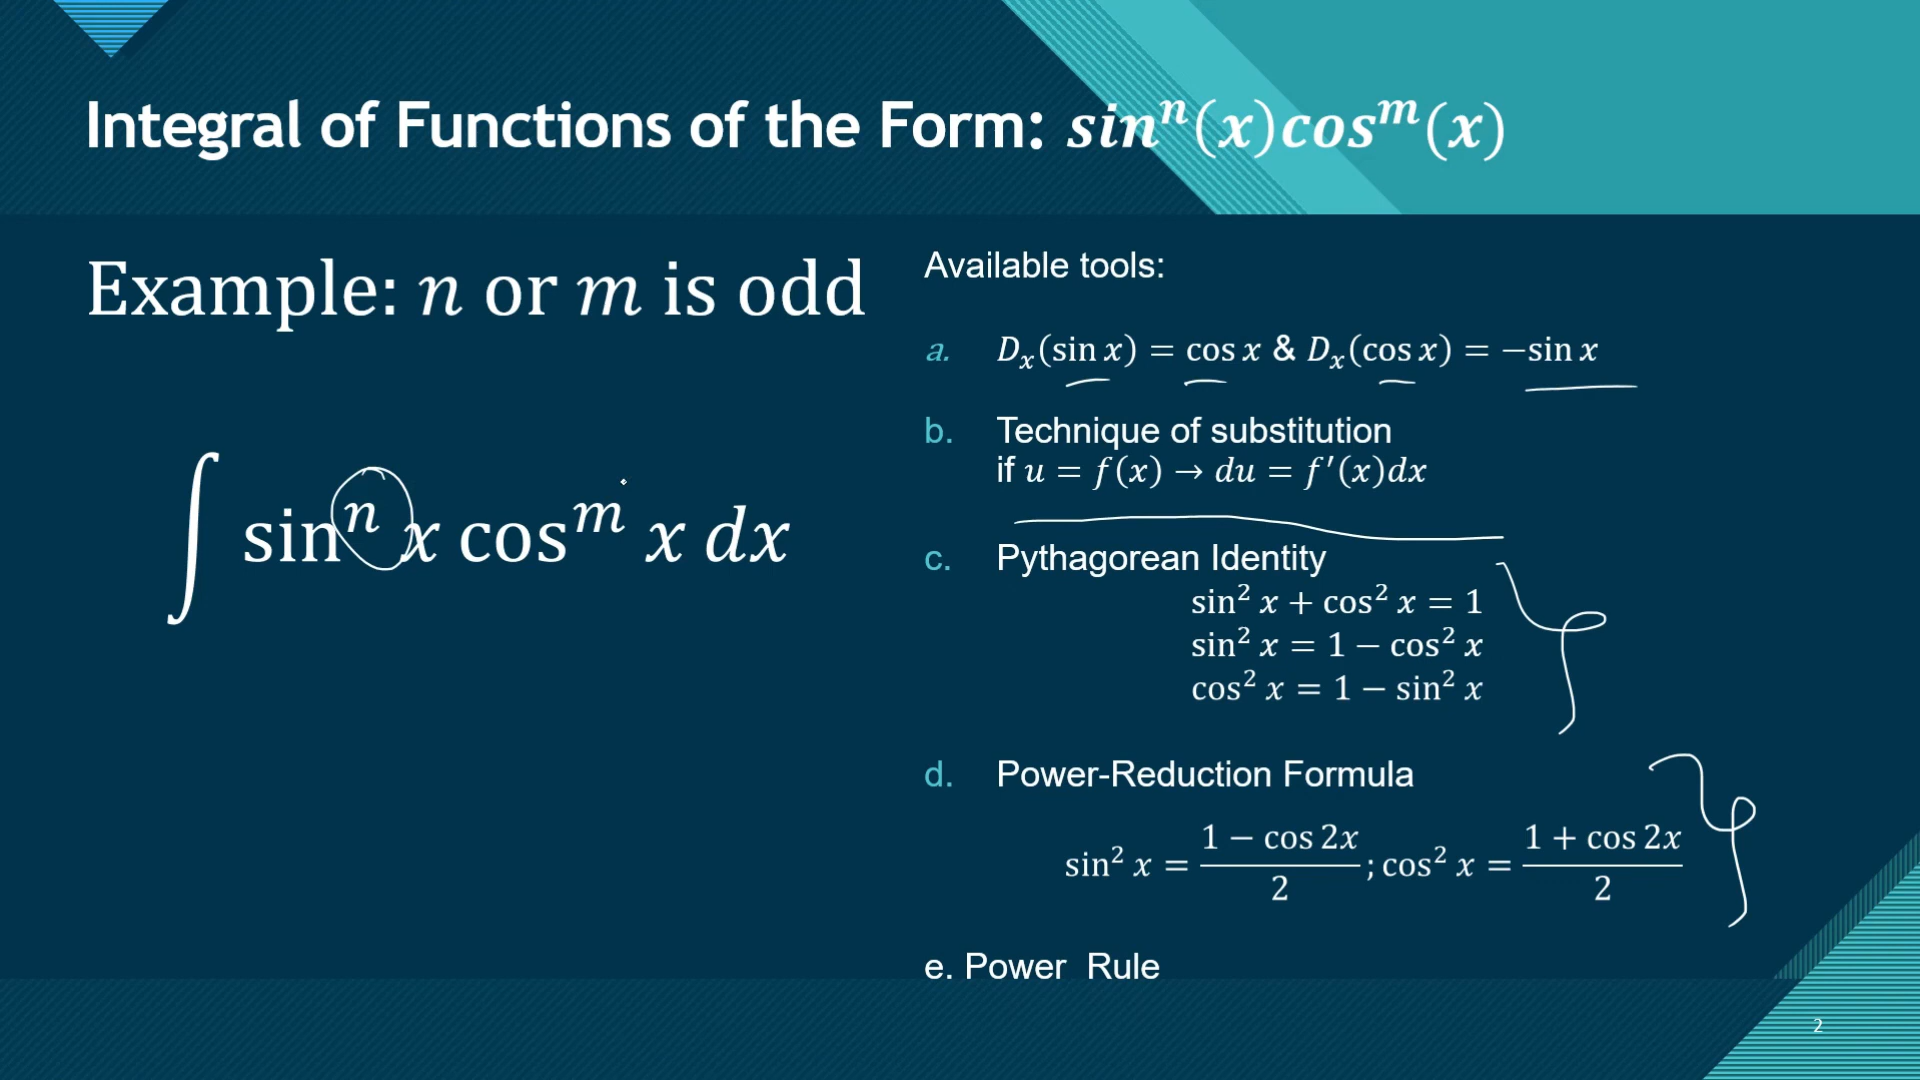 Integral of Functions of the Form: sinⁿ(x)cosᵐ(x)
Example: n or m is odd
∫ sinⁿ x cosᵐ x dx
Available tools:
a. Dₓ(sin x) = cos x & Dₓ(cos x) = −sin x
b. Technique of substitution
if u = f(x) → du = f′(x)dx
c. Pythagorean Identity
sin² x + cos² x = 1
sin² x = 1 − cos² x
cos² x = 1 − sin² x
d. Power-Reduction Formula
sin² x = (1 − cos 2x)/2 ; cos² x = (1 + cos 2x)/2
e. Power Rule
2